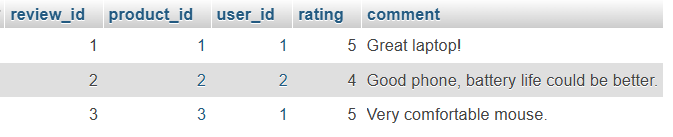 review_id product_id user_id rating comment
1 1 1 5 Great laptop!
2 2 2 4 Good phone, battery life could be better.
3 3 1 5 Very comfortable mouse.